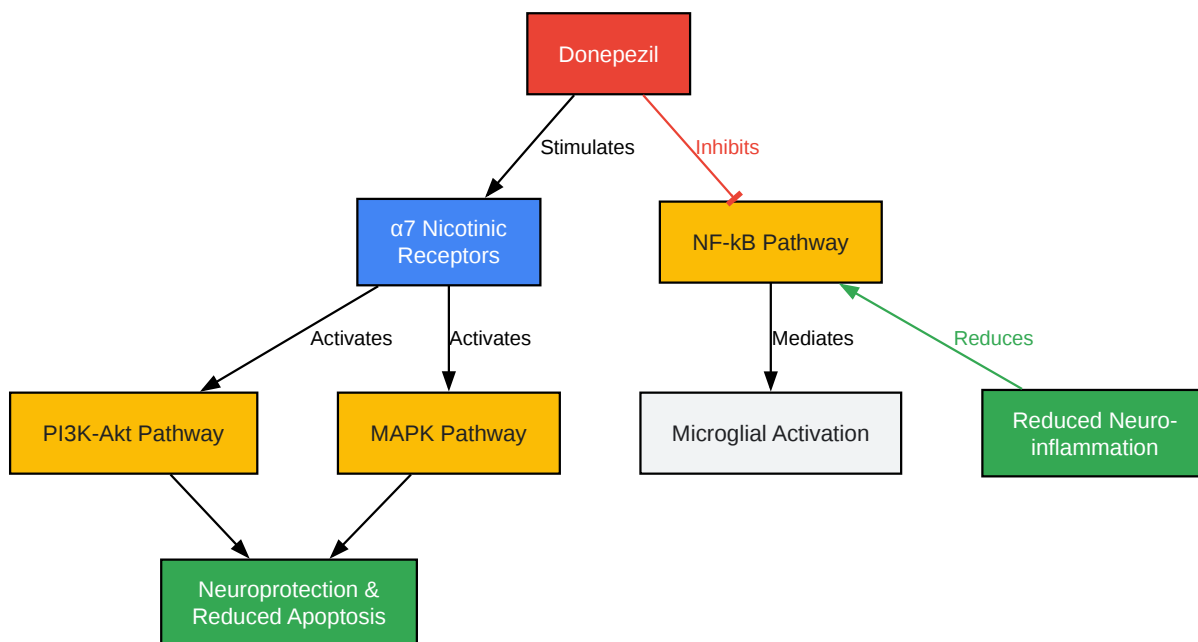 Donepezil
Stimulates
Inhibits
α7 Nicotinic
Receptors
NF-kB Pathway
Activates
Activates
Mediates
Reduces
PI3K-Akt Pathway
MAPK Pathway
Microglial Activation
Reduced Neuro-
inflammation
Neuroprotection &
Reduced Apoptosis